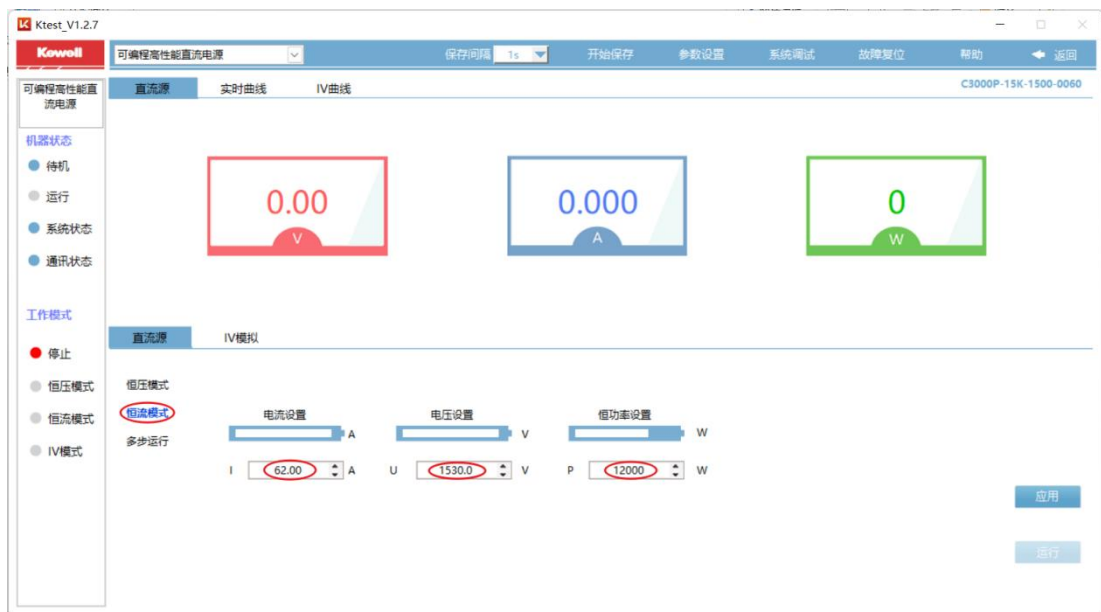 Ktest_V1.2.7
Kewell 可编程高性能直流电源 保存间隔 1s 开始保存 参数设置 系统调试 故障复位 帮助 返回
可编程高性能直
流电源
直流源 实时曲线 IV曲线 C3000P-15K-1500-0060
机器状态
待机
运行
系统状态
通讯状态
0.00
V
0.000
A
0
W
工作模式
停止
恒压模式
恒流模式
IV模式
直流源 IV模拟
恒压模式
恒流模式
多步运行
电流设置 电压设置 恒功率设置
A V W
I 62.00 A U 1530.0 V P 12000 W
应用
运行